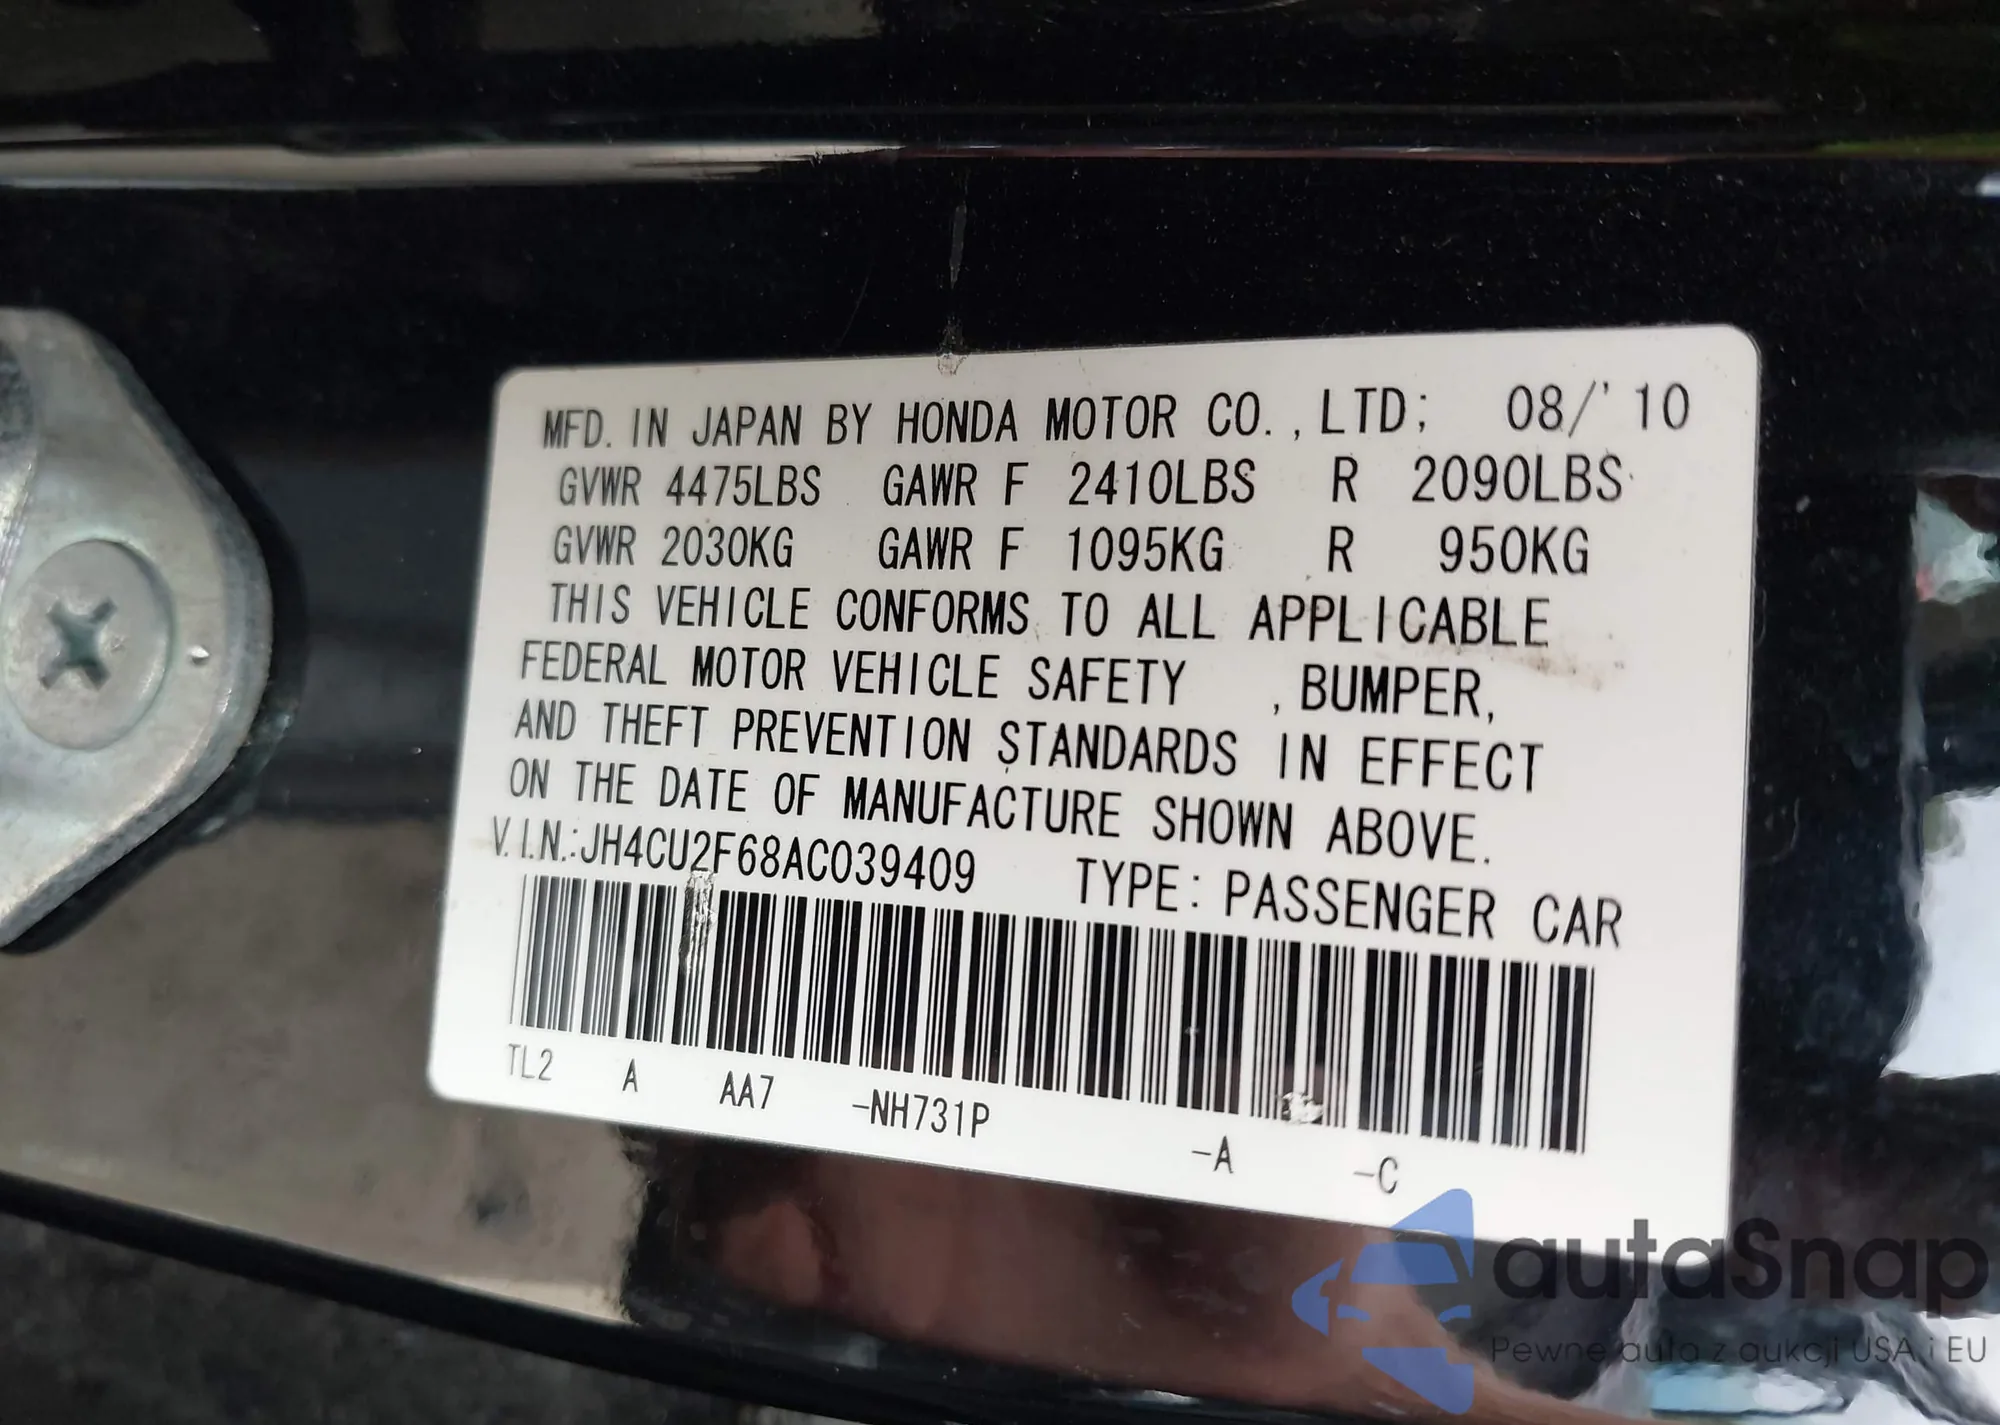 MFD. IN JAPAN BY HONDA MOTOR CO., LTD; 08/'10
GVWR 4475LBS GAWR F 2410LBS R 2090LBS
GVWR 2030KG GAWR F 1095KG R 950KG
THIS VEHICLE CONFORMS TO ALL APPLICABLE
FEDERAL MOTOR VEHICLE SAFETY , BUMPER,
AND THEFT PREVENTION STANDARDS IN EFFECT
ON THE DATE OF MANUFACTURE SHOWN ABOVE.
V.I.N.:JH4CU2F68AC039409 TYPE: PASSENGER CAR
TL2 A AA7 -NH731P -A -C
autaSnap
Pewne auta z aukcji USA i EU